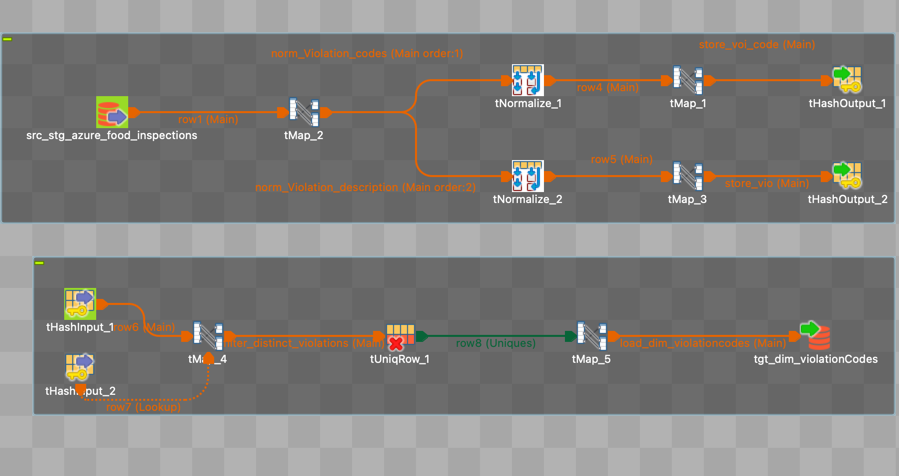 norm_Violation_codes (Main order:1)
store_vol_code (Main)
row4 (Main)
tNormalize_1
tMap_1
tHashOutput_1
row1 (Main)
src_stg_azure_food_inspections
tMap_2
norm_Violation_description (Main order:2)
row5 (Main)
store_vio (Main)
tNormalize_2
tMap_3
tHashOutput_2
tHashInput_1
row6 (Main)
tMap_4
tUniqRow_1
row8 (Uniques)
tMap_5
load_dim_violationcodes (Main)
tgt_dim_violationCodes
tHashInput_2
row7 (Lookup)